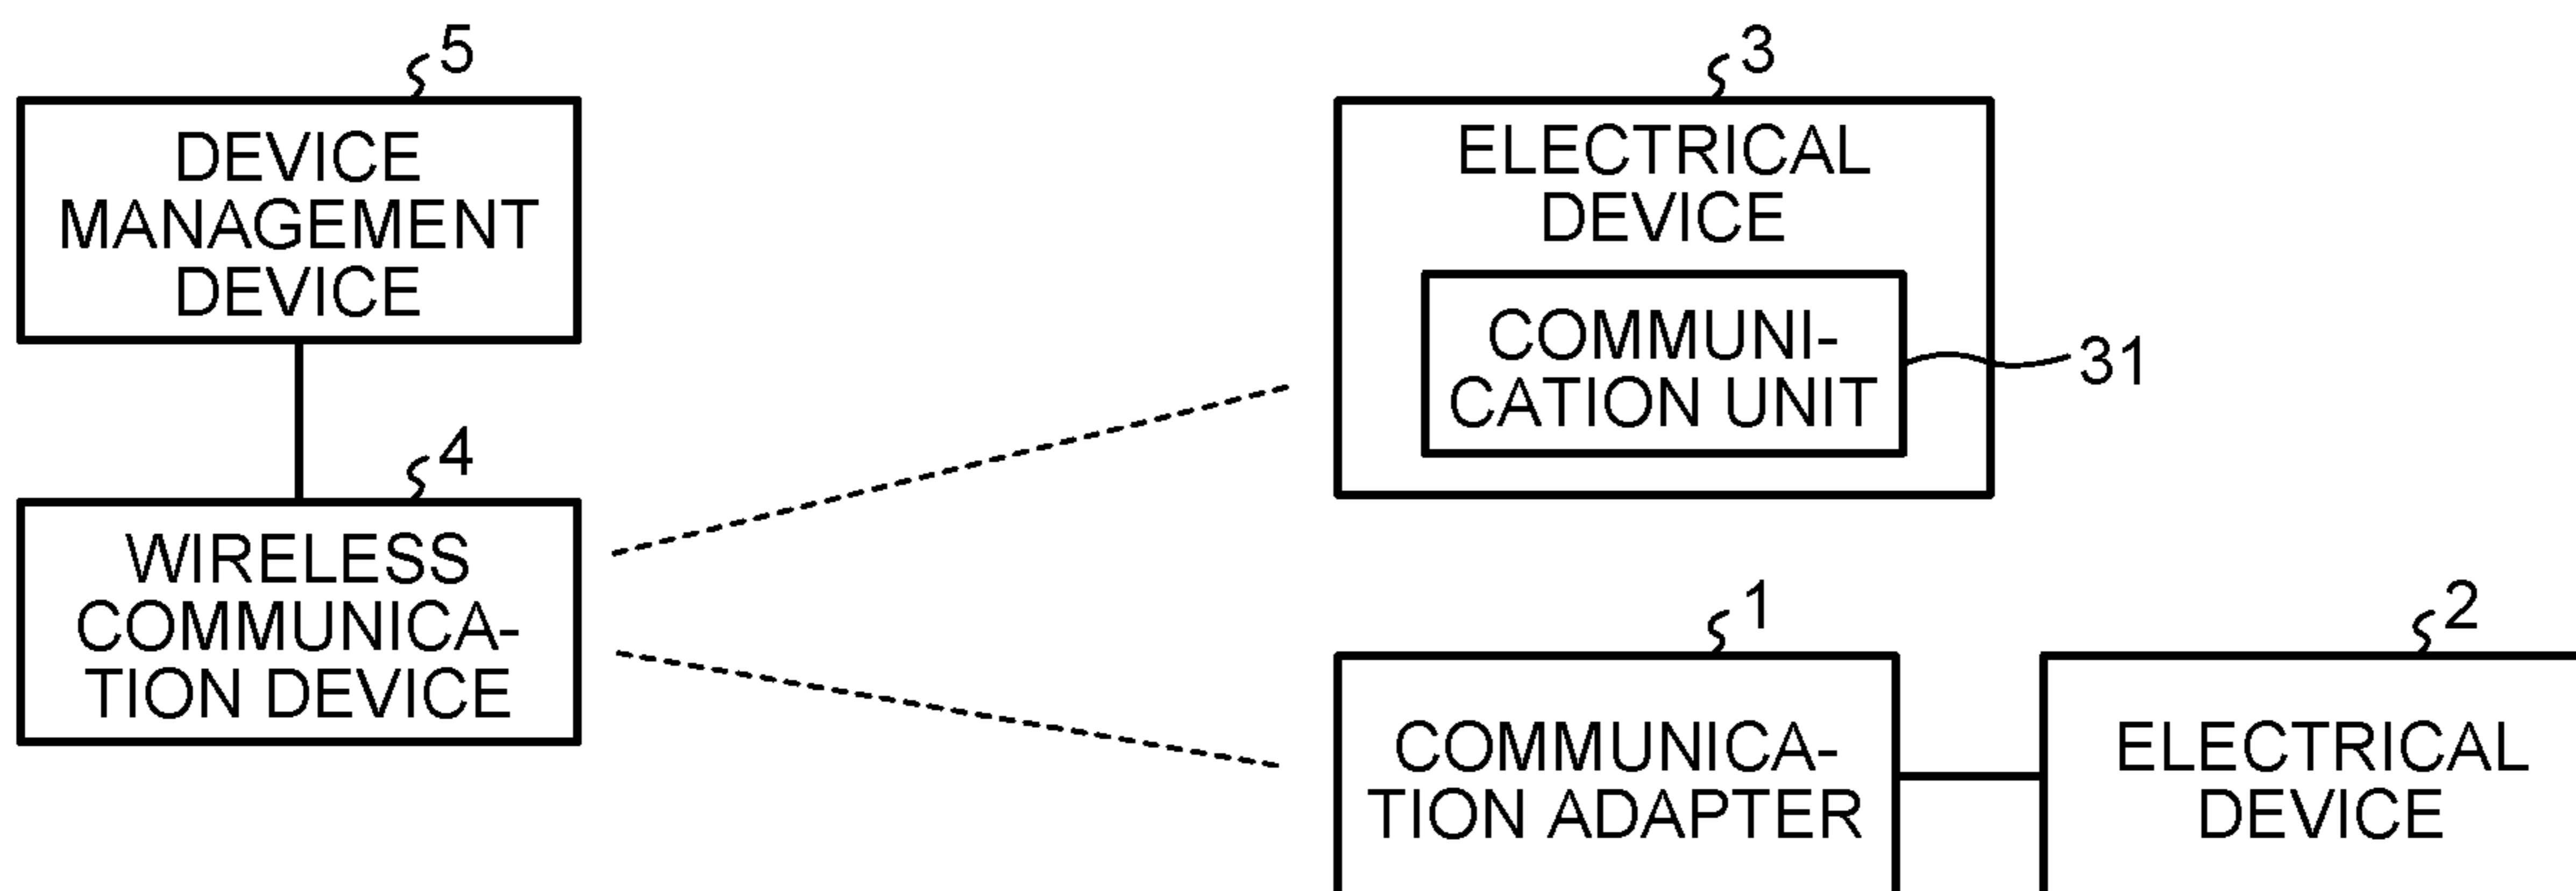 5
DEVICE
MANAGEMENT
DEVICE
4
WIRELESS
COMMUNICA-
TION DEVICE
3
ELECTRICAL
DEVICE
COMMUNI-
CATION UNIT
31
1
COMMUNICA-
TION ADAPTER
2
ELECTRICAL
DEVICE